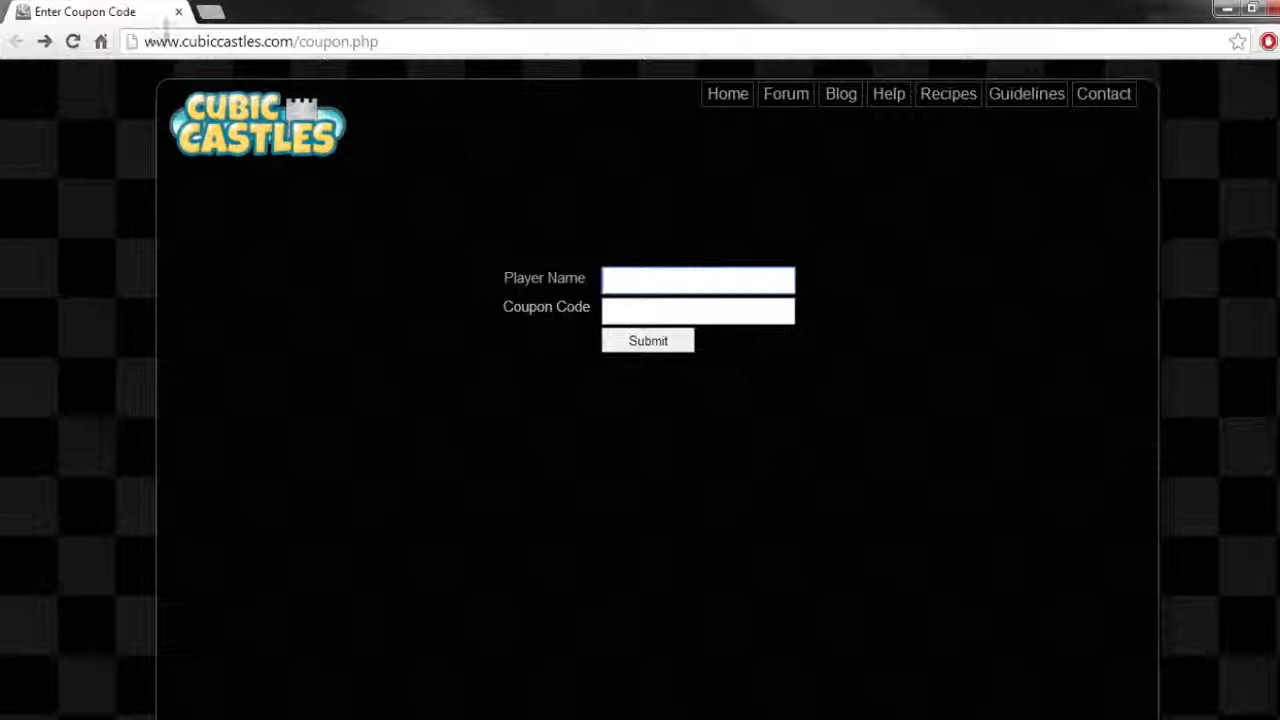 Enter Coupon Code
www.cubiccastles.com/coupon.php
CUBIC
CASTLES
Home Forum Blog Help Recipes Guidelines Contact
Player Name
Coupon Code
Submit